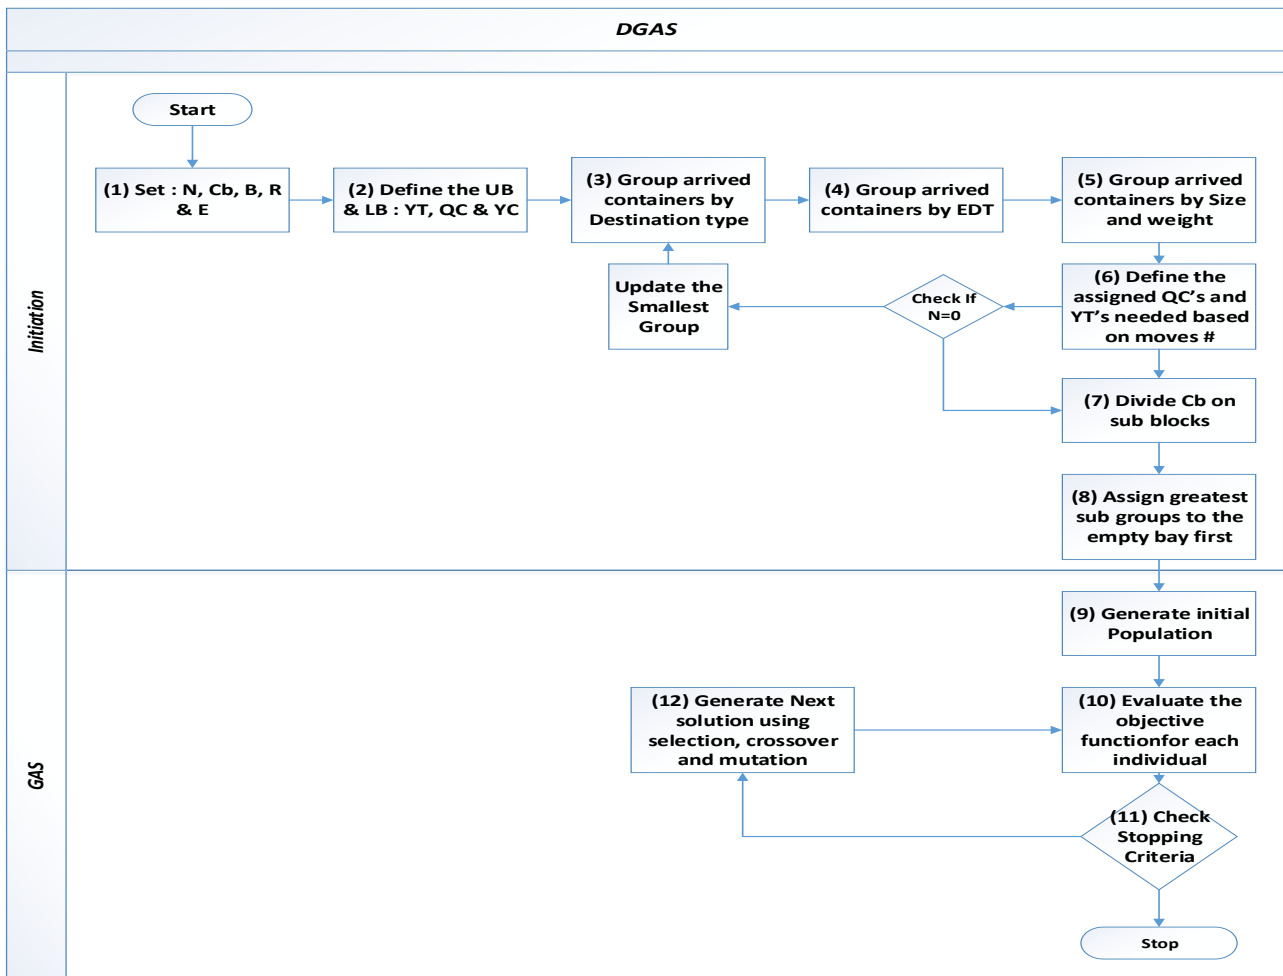 DGAS
Initiation
Start
(1) Set : N, Cb, B, R
& E
(2) Define the UB
& LB : YT, QC & YC
(3) Group arrived
containers by
Destination type
(4) Group arrived
containers by EDT
(5) Group arrived
containers by Size
and weight
Update the
Smallest
Group
Check If
N=0
(6) Define the
assigned QC’s and
YT’s needed based
on moves #
(7) Divide Cb on
sub blocks
(8) Assign greatest
sub groups to the
empty bay first
GAS
(9) Generate initial
Population
(12) Generate Next
solution using
selection, crossover
and mutation
(10) Evaluate the
objective
functionfor each
individual
(11) Check
Stopping
Criteria
Stop